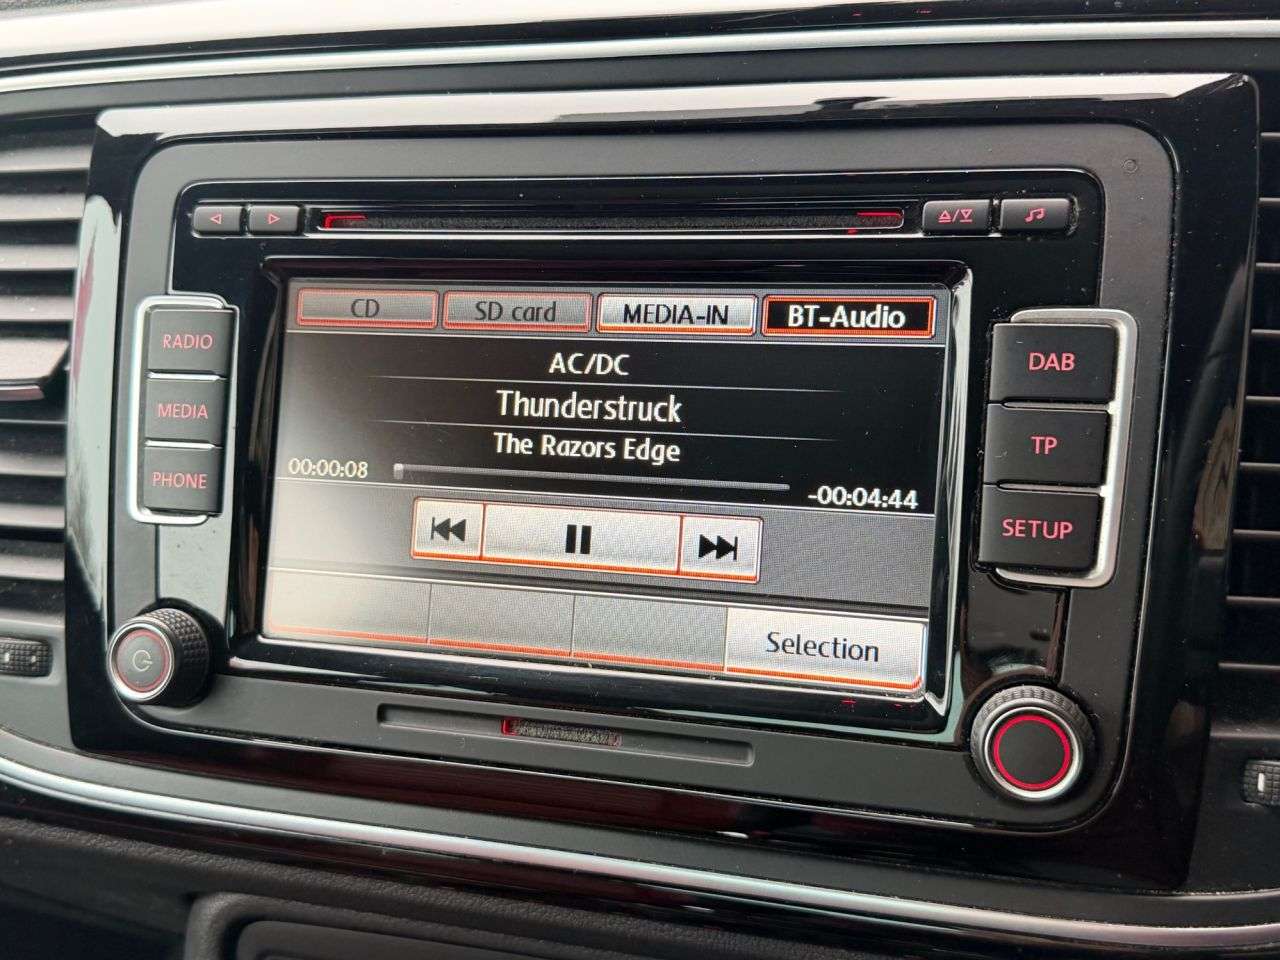 CD SD card MEDIA-IN BT-Audio
RADIO
MEDIA
PHONE
AC/DC
Thunderstruck
The Razors Edge
00:00:08
-00:04:44
Selection
DAB
TP
SETUP